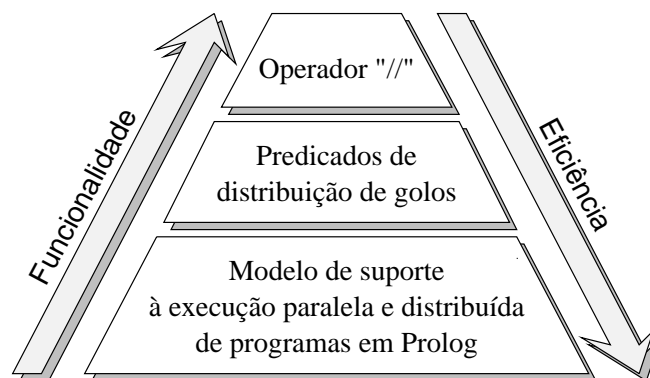 Operador "//"
Funcionalidade
Eficiência
Predicados de
distribuição de golos
Modelo de suporte
à execução paralela e distribuída
de programas em Prolog